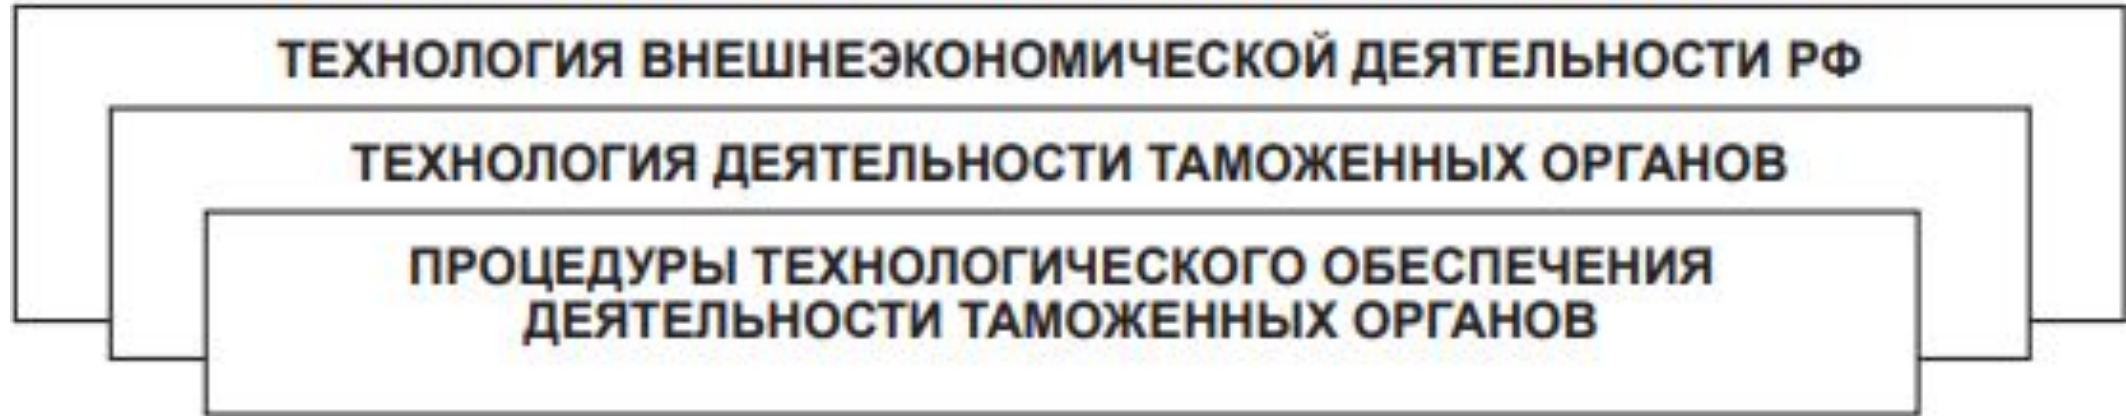 ТЕХНОЛОГИЯ ВНЕШНЕЭКОНОМИЧЕСКОЙ ДЕЯТЕЛЬНОСТИ РФ
ТЕХНОЛОГИЯ ДЕЯТЕЛЬНОСТИ ТАМОЖЕННЫХ ОРГАНОВ
ПРОЦЕДУРЫ ТЕХНОЛОГИЧЕСКОГО ОБЕСПЕЧЕНИЯ
ДЕЯТЕЛЬНОСТИ ТАМОЖЕННЫХ ОРГАНОВ